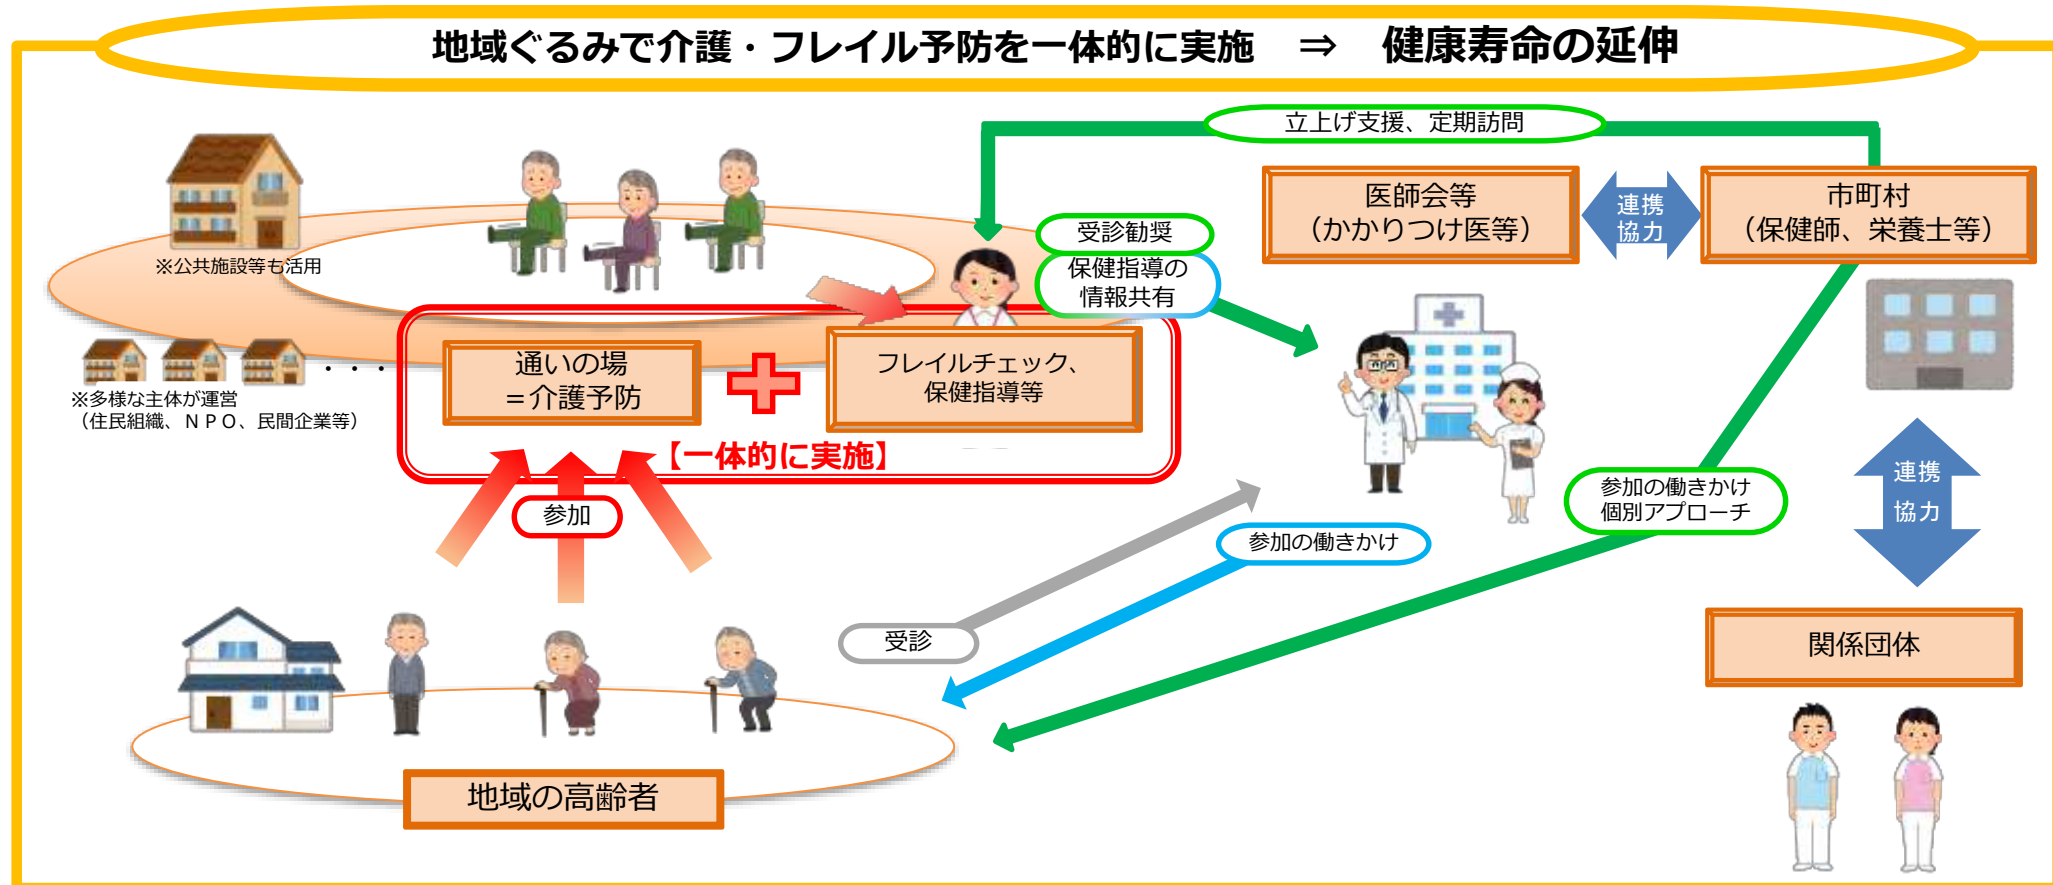 地域ぐるみで介護・フレイル予防を一体的に実施　⇒　健康寿命の延伸
立上げ支援、定期訪問
医師会等
（かかりつけ医等）
連携
協力
市町村
（保健師、栄養士等）
※公共施設等も活用
受診勧奨
保健指導の
情報共有
通いの場
＝介護予防
フレイルチェック、
保健指導等
・・・
※多様な主体が運営
（住民組織、ＮＰＯ、民間企業等）
【一体的に実施】
参加
参加の働きかけ
個別アプローチ
連携
協力
参加の働きかけ
受診
関係団体
地域の高齢者